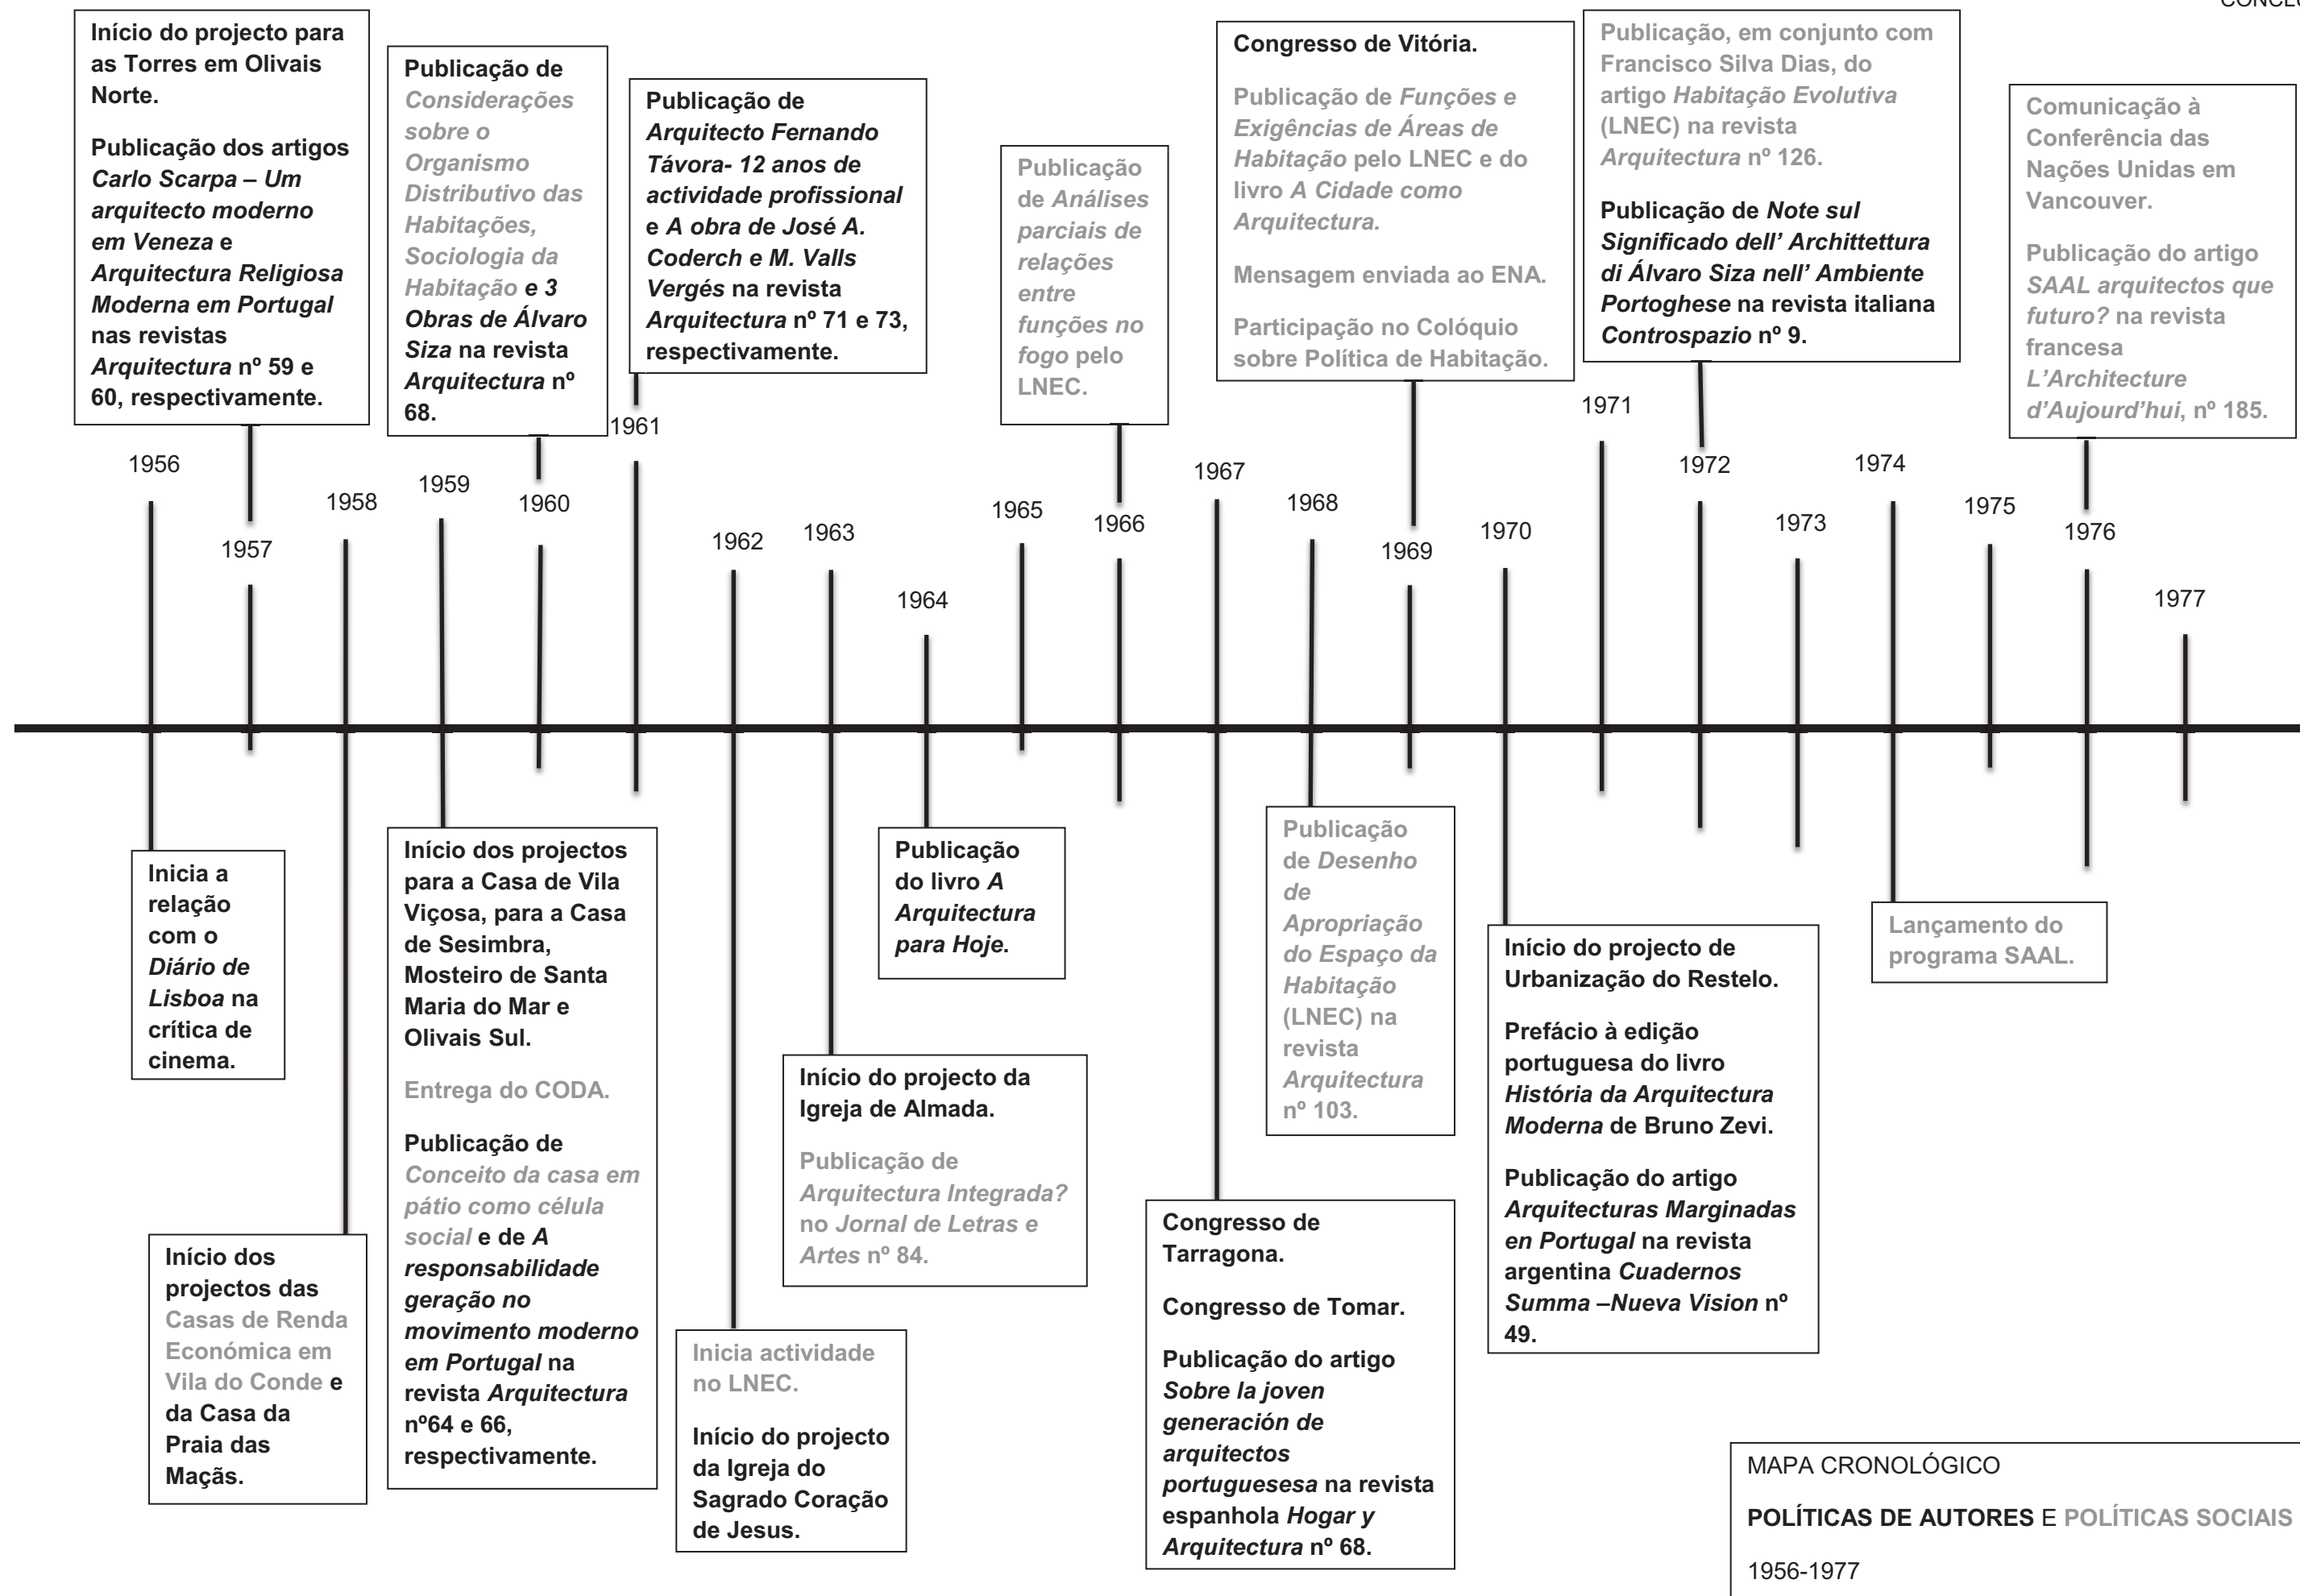 CONCLU
Início do projecto para
as Torres em Olivais
Norte.
Publicação dos artigos
Carlo Scarpa – Um
arquitecto moderno
em Veneza e
Arquitectura Religiosa
Moderna em Portugal
nas revistas
Arquitectura nº 59 e
60, respectivamente.
Publicação de
Considerações
sobre o
Organismo
Distributivo das
Habitações,
Sociologia da
Habitação e 3
Obras de Álvaro
Siza na revista
Arquitectura nº
68.
Publicação de
Arquitecto Fernando
Távora- 12 anos de
actividade profissional
e A obra de José A.
Coderch e M. Valls
Vergés na revista
Arquitectura nº 71 e 73,
respectivamente.
Publicação
de Análises
parciais de
relações
entre
funções no
fogo pelo
LNEC.
Congresso de Vitória.
Publicação de Funções e
Exigências de Áreas de
Habitação pelo LNEC e do
livro A Cidade como
Arquitectura.
Mensagem enviada ao ENA.
Participação no Colóquio
sobre Política de Habitação.
Publicação, em conjunto com
Francisco Silva Dias, do
artigo Habitação Evolutiva
(LNEC) na revista
Arquitectura nº 126.
Publicação de Note sul
Significado dell’ Archittettura
di Álvaro Siza nell’ Ambiente
Portoghese na revista italiana
Controspazio nº 9.
Comunicação à
Conferência das
Nações Unidas em
Vancouver.
Publicação do artigo
SAAL arquitectos que
futuro? na revista
francesa
L’Architecture
d’Aujourd’hui, nº 185.
1956
1957
1958
1959
1960
1961
1962
1963
1964
1965
1966
1967
1968
1969
1970
1971
1972
1973
1974
1975
1976
1977
Inicia a
relação
com o
Diário de
Lisboa na
crítica de
cinema.
Início dos
projectos das
Casas de Renda
Económica em
Vila do Conde e
da Casa da
Praia das
Maçãs.
Início dos projectos
para a Casa de Vila
Viçosa, para a Casa
de Sesimbra,
Mosteiro de Santa
Maria do Mar e
Olivais Sul.
Entrega do CODA.
Publicação de
Conceito da casa em
pátio como célula
social e de A
responsabilidade
geração no
movimento moderno
em Portugal na
revista Arquitectura
nº64 e 66,
respectivamente.
Inicia actividade
no LNEC.
Início do projecto
da Igreja do
Sagrado Coração
de Jesus.
Início do projecto da
Igreja de Almada.
Publicação de
Arquitectura Integrada?
no Jornal de Letras e
Artes nº 84.
Publicação
do livro A
Arquitectura
para Hoje.
Congresso de
Tarragona.
Congresso de Tomar.
Publicação do artigo
Sobre la joven
generación de
arquitectos
portuguesesa na revista
espanhola Hogar y
Arquitectura nº 68.
Publicação
de Desenho
de
Apropriação
do Espaço da
Habitação
(LNEC) na
revista
Arquitectura
nº 103.
Início do projecto de
Urbanização do Restelo.
Prefácio à edição
portuguesa do livro
História da Arquitectura
Moderna de Bruno Zevi.
Publicação do artigo
Arquitecturas Marginadas
en Portugal na revista
argentina Cuadernos
Summa –Nueva Vision nº
49.
Lançamento do
programa SAAL.
MAPA CRONOLÓGICO
POLÍTICAS DE AUTORES E POLÍTICAS SOCIAIS
1956-1977